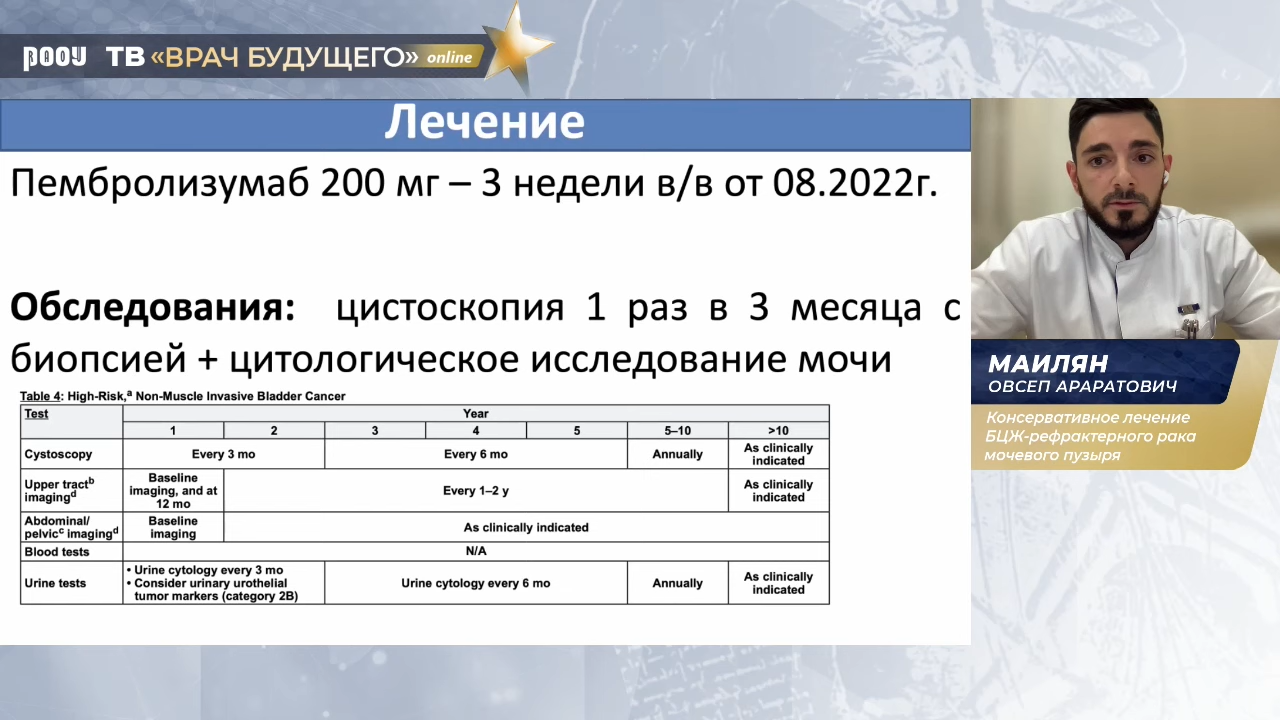 РООУ ТВ «ВРАЧ БУДУЩЕГО» online
Лечение
Пембролизумаб 200 мг – 3 недели в/в от 08.2022г.
Обследования: цистоскопия 1 раз в 3 месяца с
биопсией + цитологическое исследование мочи
Table 4: High-Risk,a Non-Muscle Invasive Bladder Cancer
Test Year
1 2 3 4 5 5–10 >10
Cystoscopy Every 3 mo Every 6 mo Annually As clinically indicated
Upper tractb imagingd Baseline imaging, and at 12 mo Every 1–2 y As clinically indicated
Abdominal/ pelvicc imagingd Baseline imaging As clinically indicated
Blood tests N/A
Urine tests • Urine cytology every 3 mo • Consider urinary urothelial tumor markers (category 2B) Urine cytology every 6 mo Annually As clinically indicated
МАИЛЯН
ОВСЕП АРАРАТОВИЧ
Консервативное лечение
БЦЖ-рефрактерного рака
мочевого пузыря